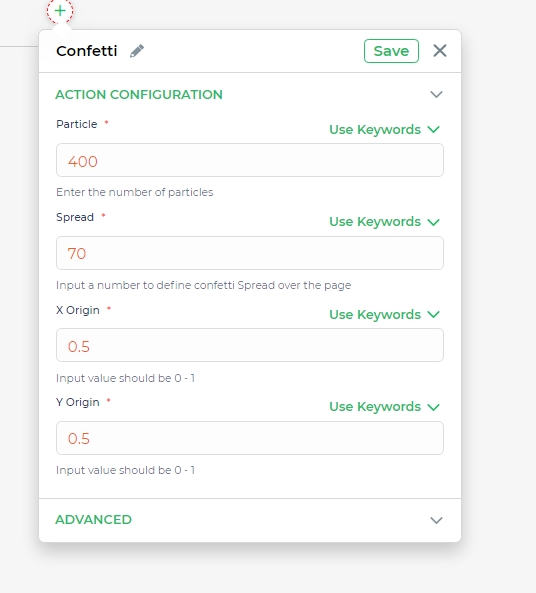 Confetti
Save
ACTION CONFIGURATION
Particle *
Use Keywords
400
Enter the number of particles
Spread *
Use Keywords
70
Input a number to define confetti Spread over the page
X Origin *
Use Keywords
0.5
Input value should be 0 - 1
Y Origin *
Use Keywords
0.5
Input value should be 0 - 1
ADVANCED